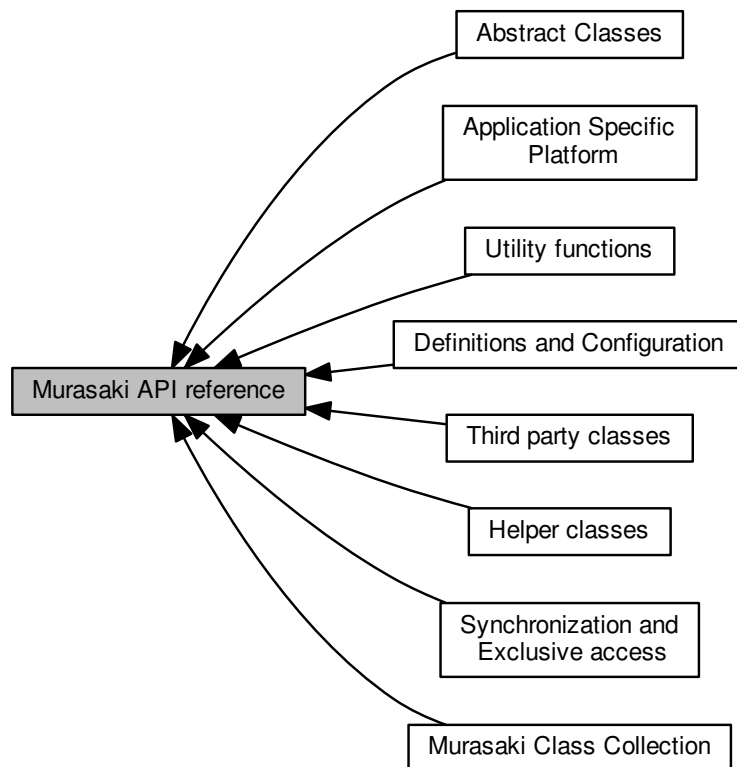 Abstract Classes
Application Specific
Platform
Utility functions
Definitions and Configuration
Murasaki API reference
Third party classes
Helper classes
Synchronization and
Exclusive access
Murasaki Class Collection